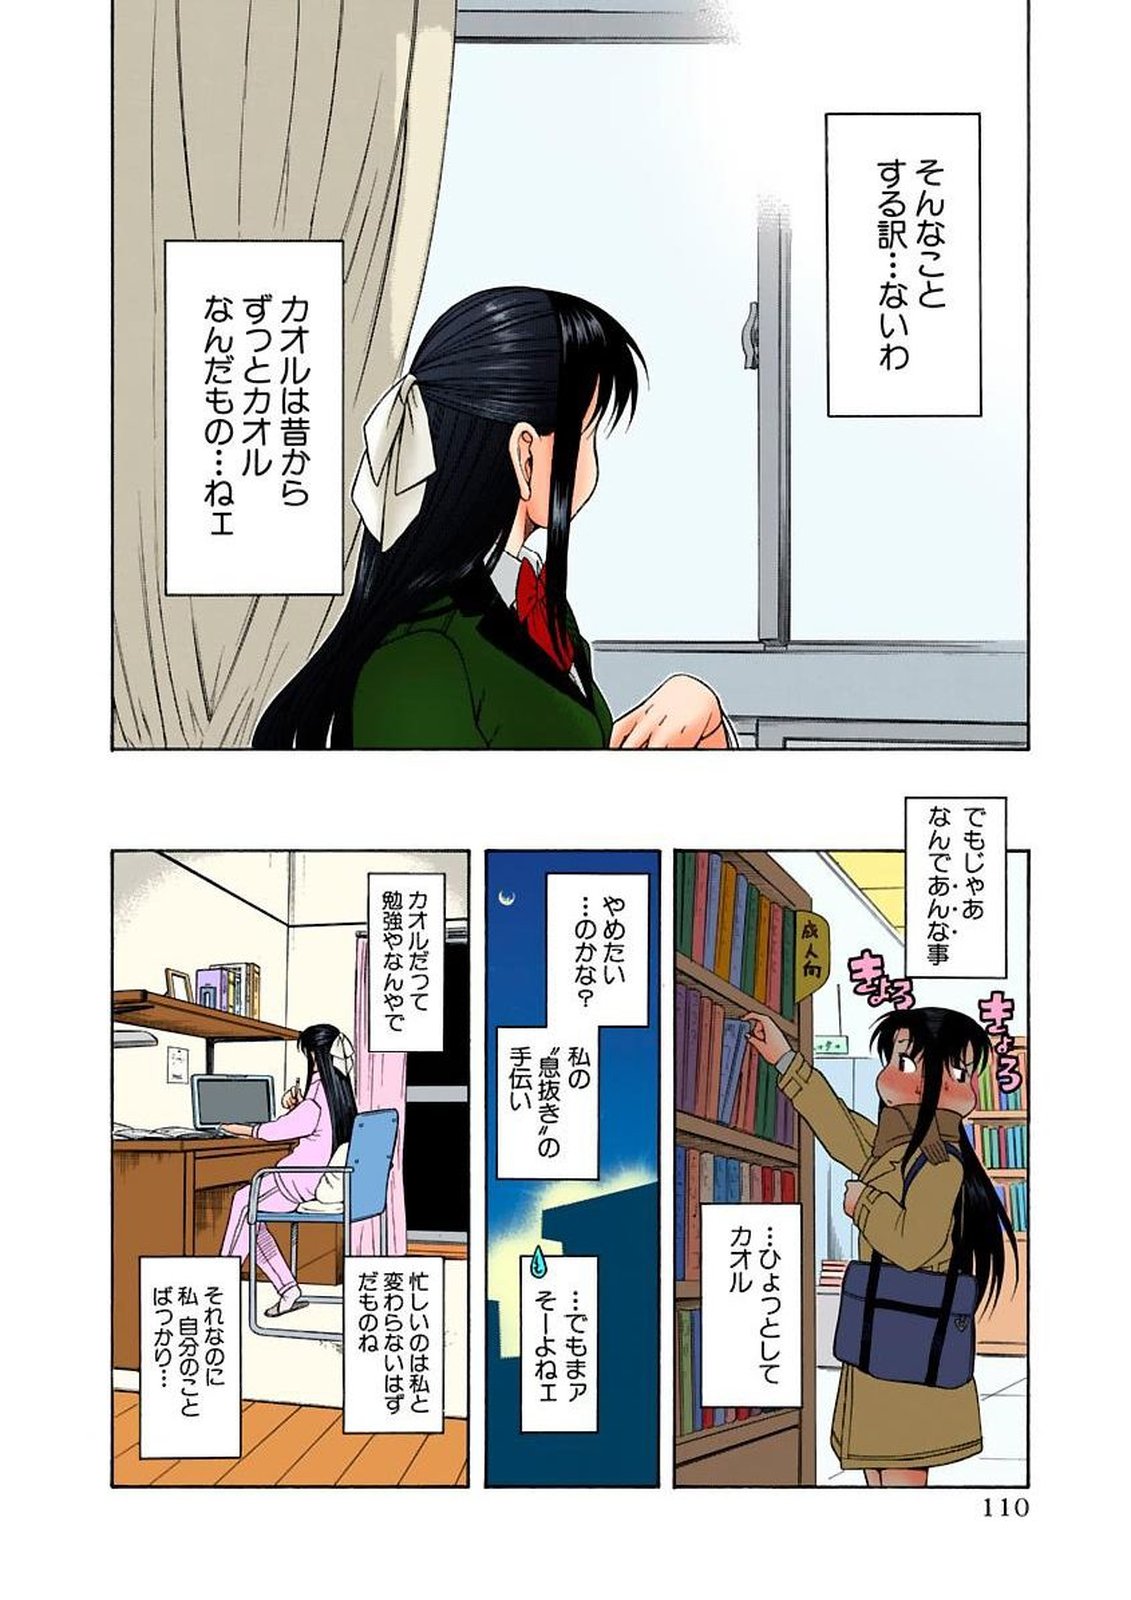 そんなこと
する訳…ないわ
カオルは昔から
ずっとカオル
なんだもの…ねェ
でもじゃあ
なんであんな事
成人向
きょろ
きょろ
…ひょっとして
カオル
やめたい
…のかな？
私の
〝息抜き〟の
手伝い
…でもまァ
そーよねェ
カオルだって
勉強やなんやで
忙しいのは私と
変わらないはず
だものね
それなのに
私 自分のこと
ばっかり…
110